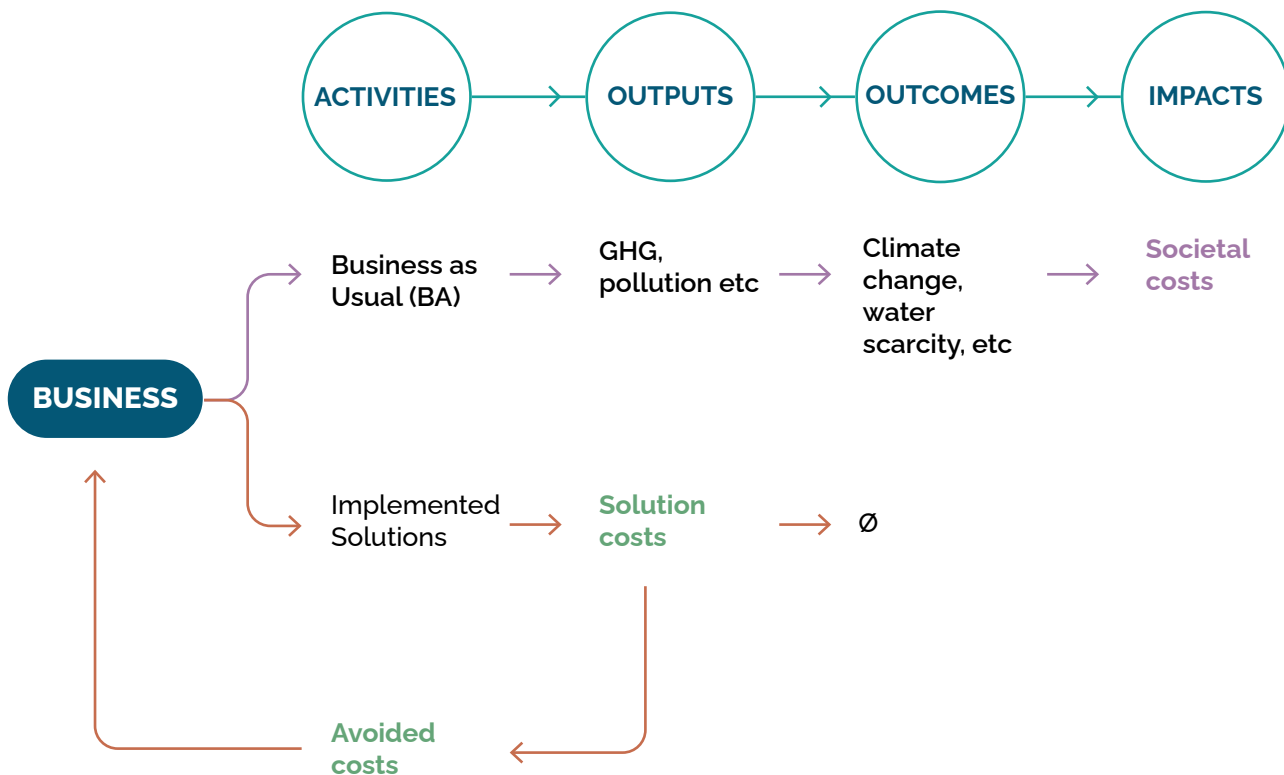 ACTIVITIES
OUTPUTS
OUTCOMES
IMPACTS
Business as
Usual (BA)
GHG,
pollution etc
Climate
change,
water
scarcity, etc
Societal
costs
BUSINESS
Implemented
Solutions
Solution
costs
Ø
Avoided
costs